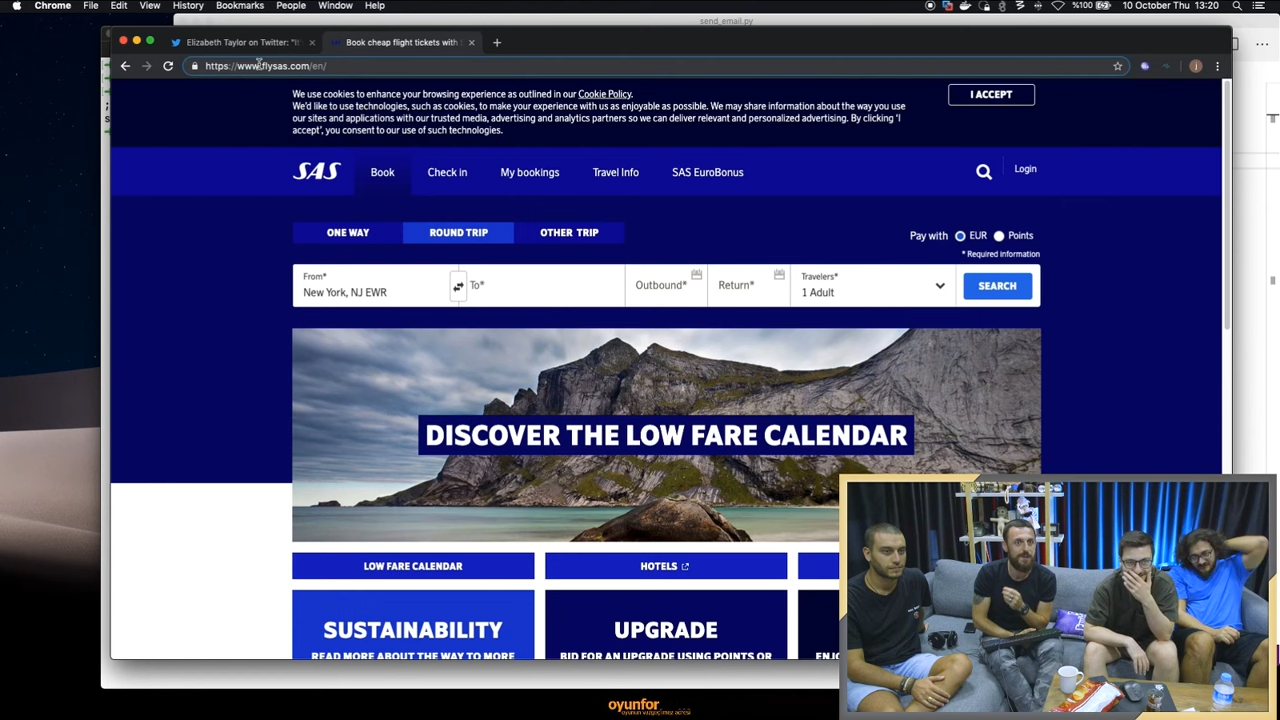 Chrome File Edit View History Bookmarks People Window Help
%100
10 October Thu 13:20
send_email.py
Elizabeth Taylor on Twitter: "It'
Book cheap flight tickets with
https://www.flysas.com/en/
We use cookies to enhance your browsing experience as outlined in our Cookie Policy.
We'd like to use technologies, such as cookies, to make your experience with us as enjoyable as possible. My may share information about the way you use
our sites and applications with our trusted media, advertising and analytics partners so we can deliver relevant and personalized advertising. By clicking 'I
accept', you consent to our use of such technologies.
I ACCEPT
SAS
Book
Check in
My bookings
Travel Info
SAS EuroBonus
Login
ONE WAY
ROUND TRIP
OTHER TRIP
Pay with EUR Points
* Required information
From*
New York, NJ EWR
To*
Outbound*
Return*
Travelers*
1 Adult
SEARCH
DISCOVER THE LOW FARE CALENDAR
LOW FARE CALENDAR
HOTELS
SUSTAINABILITY
READ MORE ABOUT THE WAY TO MORE
UPGRADE
BID FOR AN UPGRADE USING POINTS OR
oyunfor
oyunun vazgeçilmez adresi